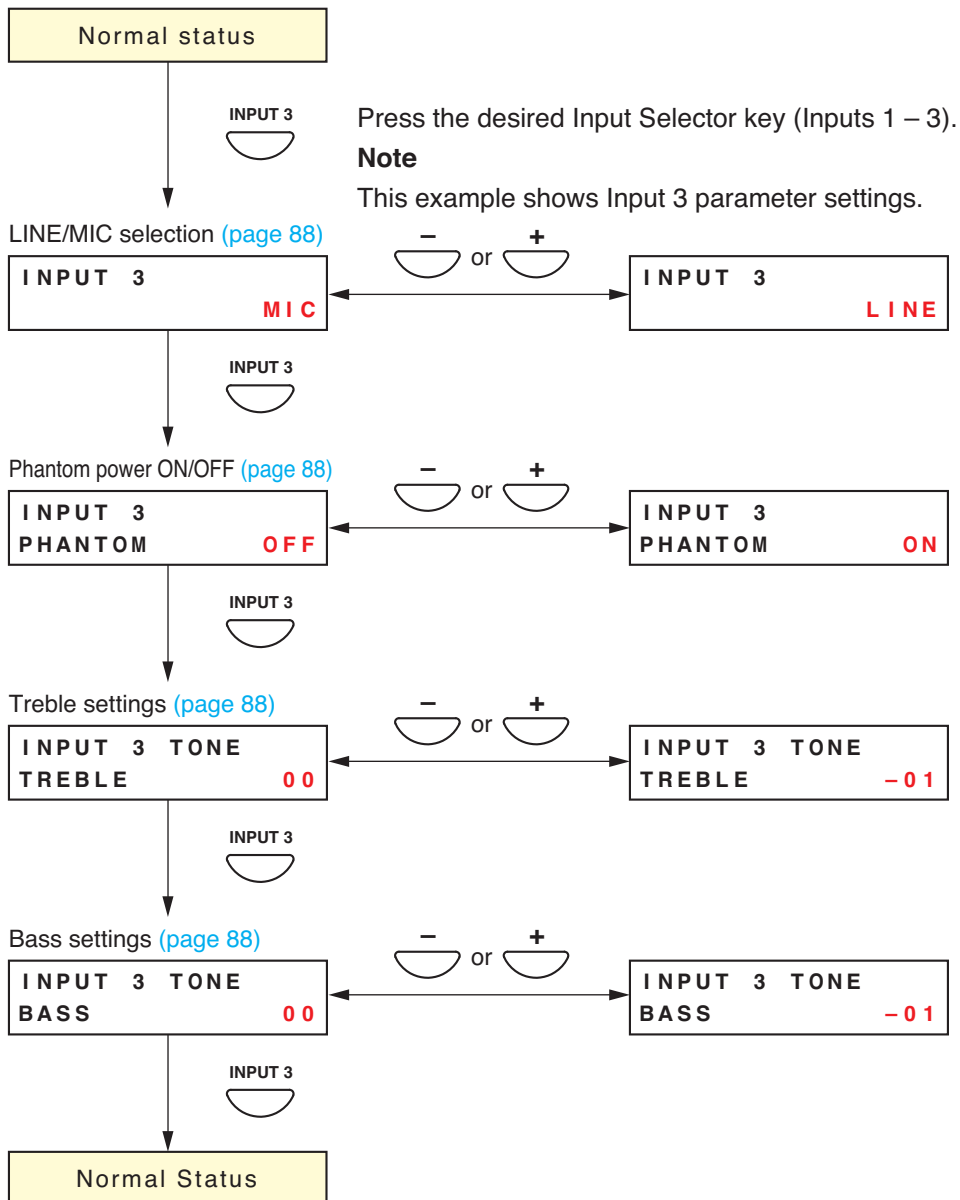 Normal status
INPUT 3
Press the desired Input Selector key (Inputs 1 – 3).
Note
This example shows Input 3 parameter settings.
LINE/MIC selection (page 88)
– or +
INPUT 3
MIC
INPUT 3
LINE
INPUT 3
Phantom power ON/OFF (page 88)
– or +
INPUT 3
PHANTOM OFF
INPUT 3
PHANTOM ON
INPUT 3
Treble settings (page 88)
– or +
INPUT 3 TONE
TREBLE 00
INPUT 3 TONE
TREBLE –01
INPUT 3
Bass settings (page 88)
– or +
INPUT 3 TONE
BASS 00
INPUT 3 TONE
BASS –01
INPUT 3
Normal Status